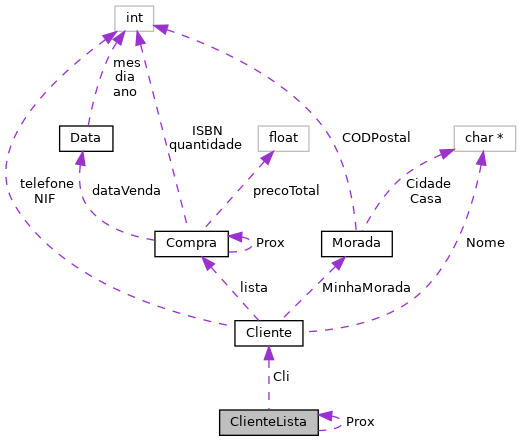 int
mes
dia
ano
Data
ISBN
quantidade
float
CODPostal
char *
telefone
NIF
dataVenda
precoTotal
Cidade
Casa
Compra
Prox
Morada
Nome
lista
MinhaMorada
Cliente
Cli
ClienteLista
Prox